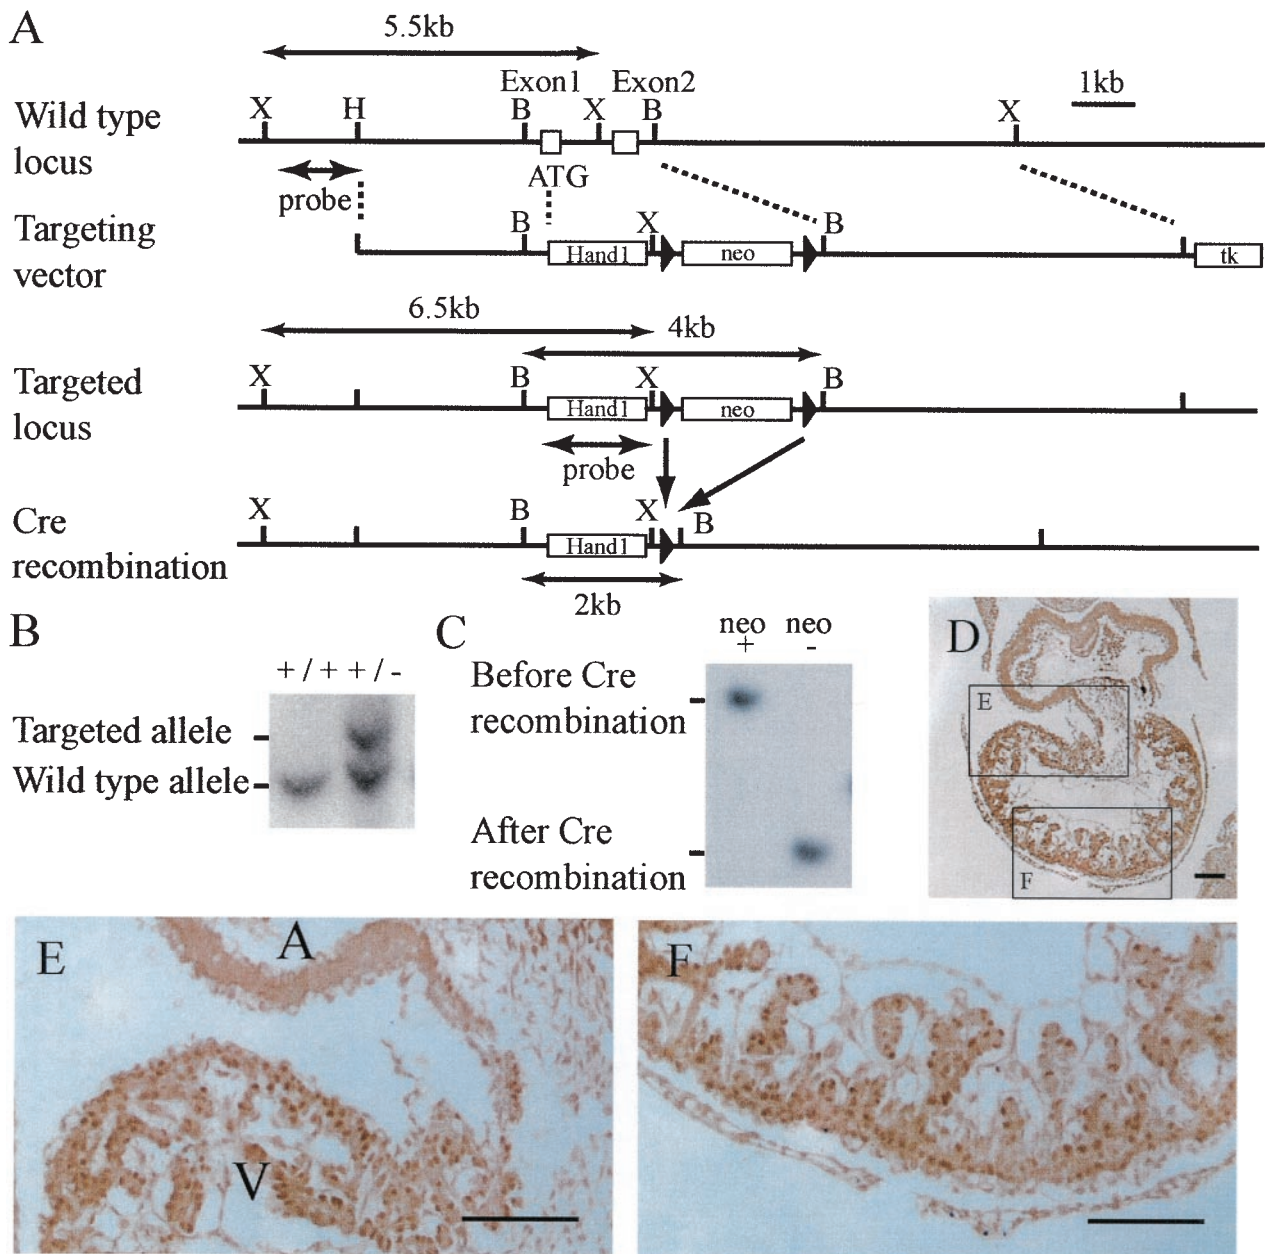 A
5.5kb
Exon1 Exon2
1kb
X H B X B X
Wild type
locus
ATG
probe
Targeting
vector
B X B
Hand1 neo tk
6.5kb
4kb
X B X B
Targeted
locus
Hand1 neo
probe
Cre
recombination
X B X B
Hand1
2kb
B
+/+ +/-
Targeted allele
Wild type allele
C
neo neo
+ -
Before Cre
recombination
After Cre
recombination
D
E
F
E
A
V
F